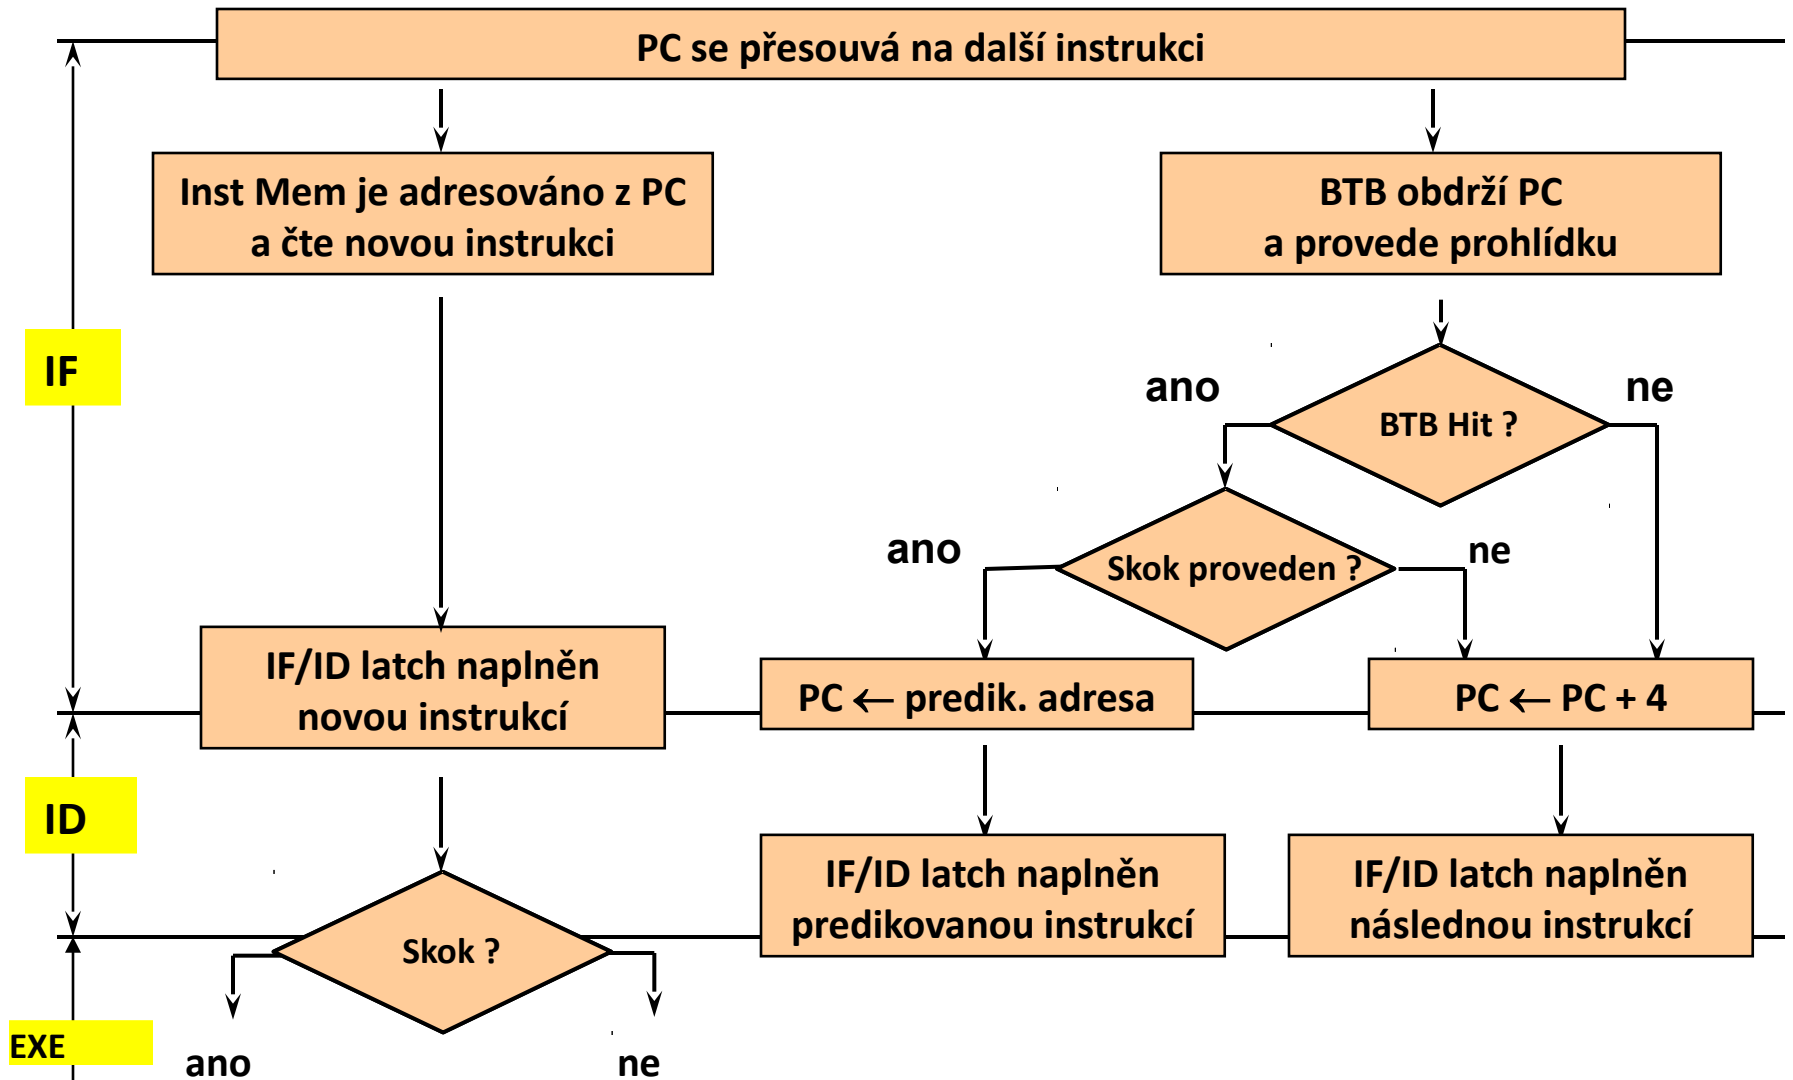 PC se přesouvá na další instrukci
Inst Mem je adresováno z PC
a čte novou instrukci
BTB obdrží PC
a provede prohlídku
IF
ano
ne
BTB Hit ?
ano
ne
Skok proveden ?
IF/ID latch naplněn
novou instrukcí
PC ← predik. adresa
PC ← PC + 4
ID
IF/ID latch naplněn
predikovanou instrukcí
IF/ID latch naplněn
následnou instrukcí
Skok ?
EXE
ano
ne